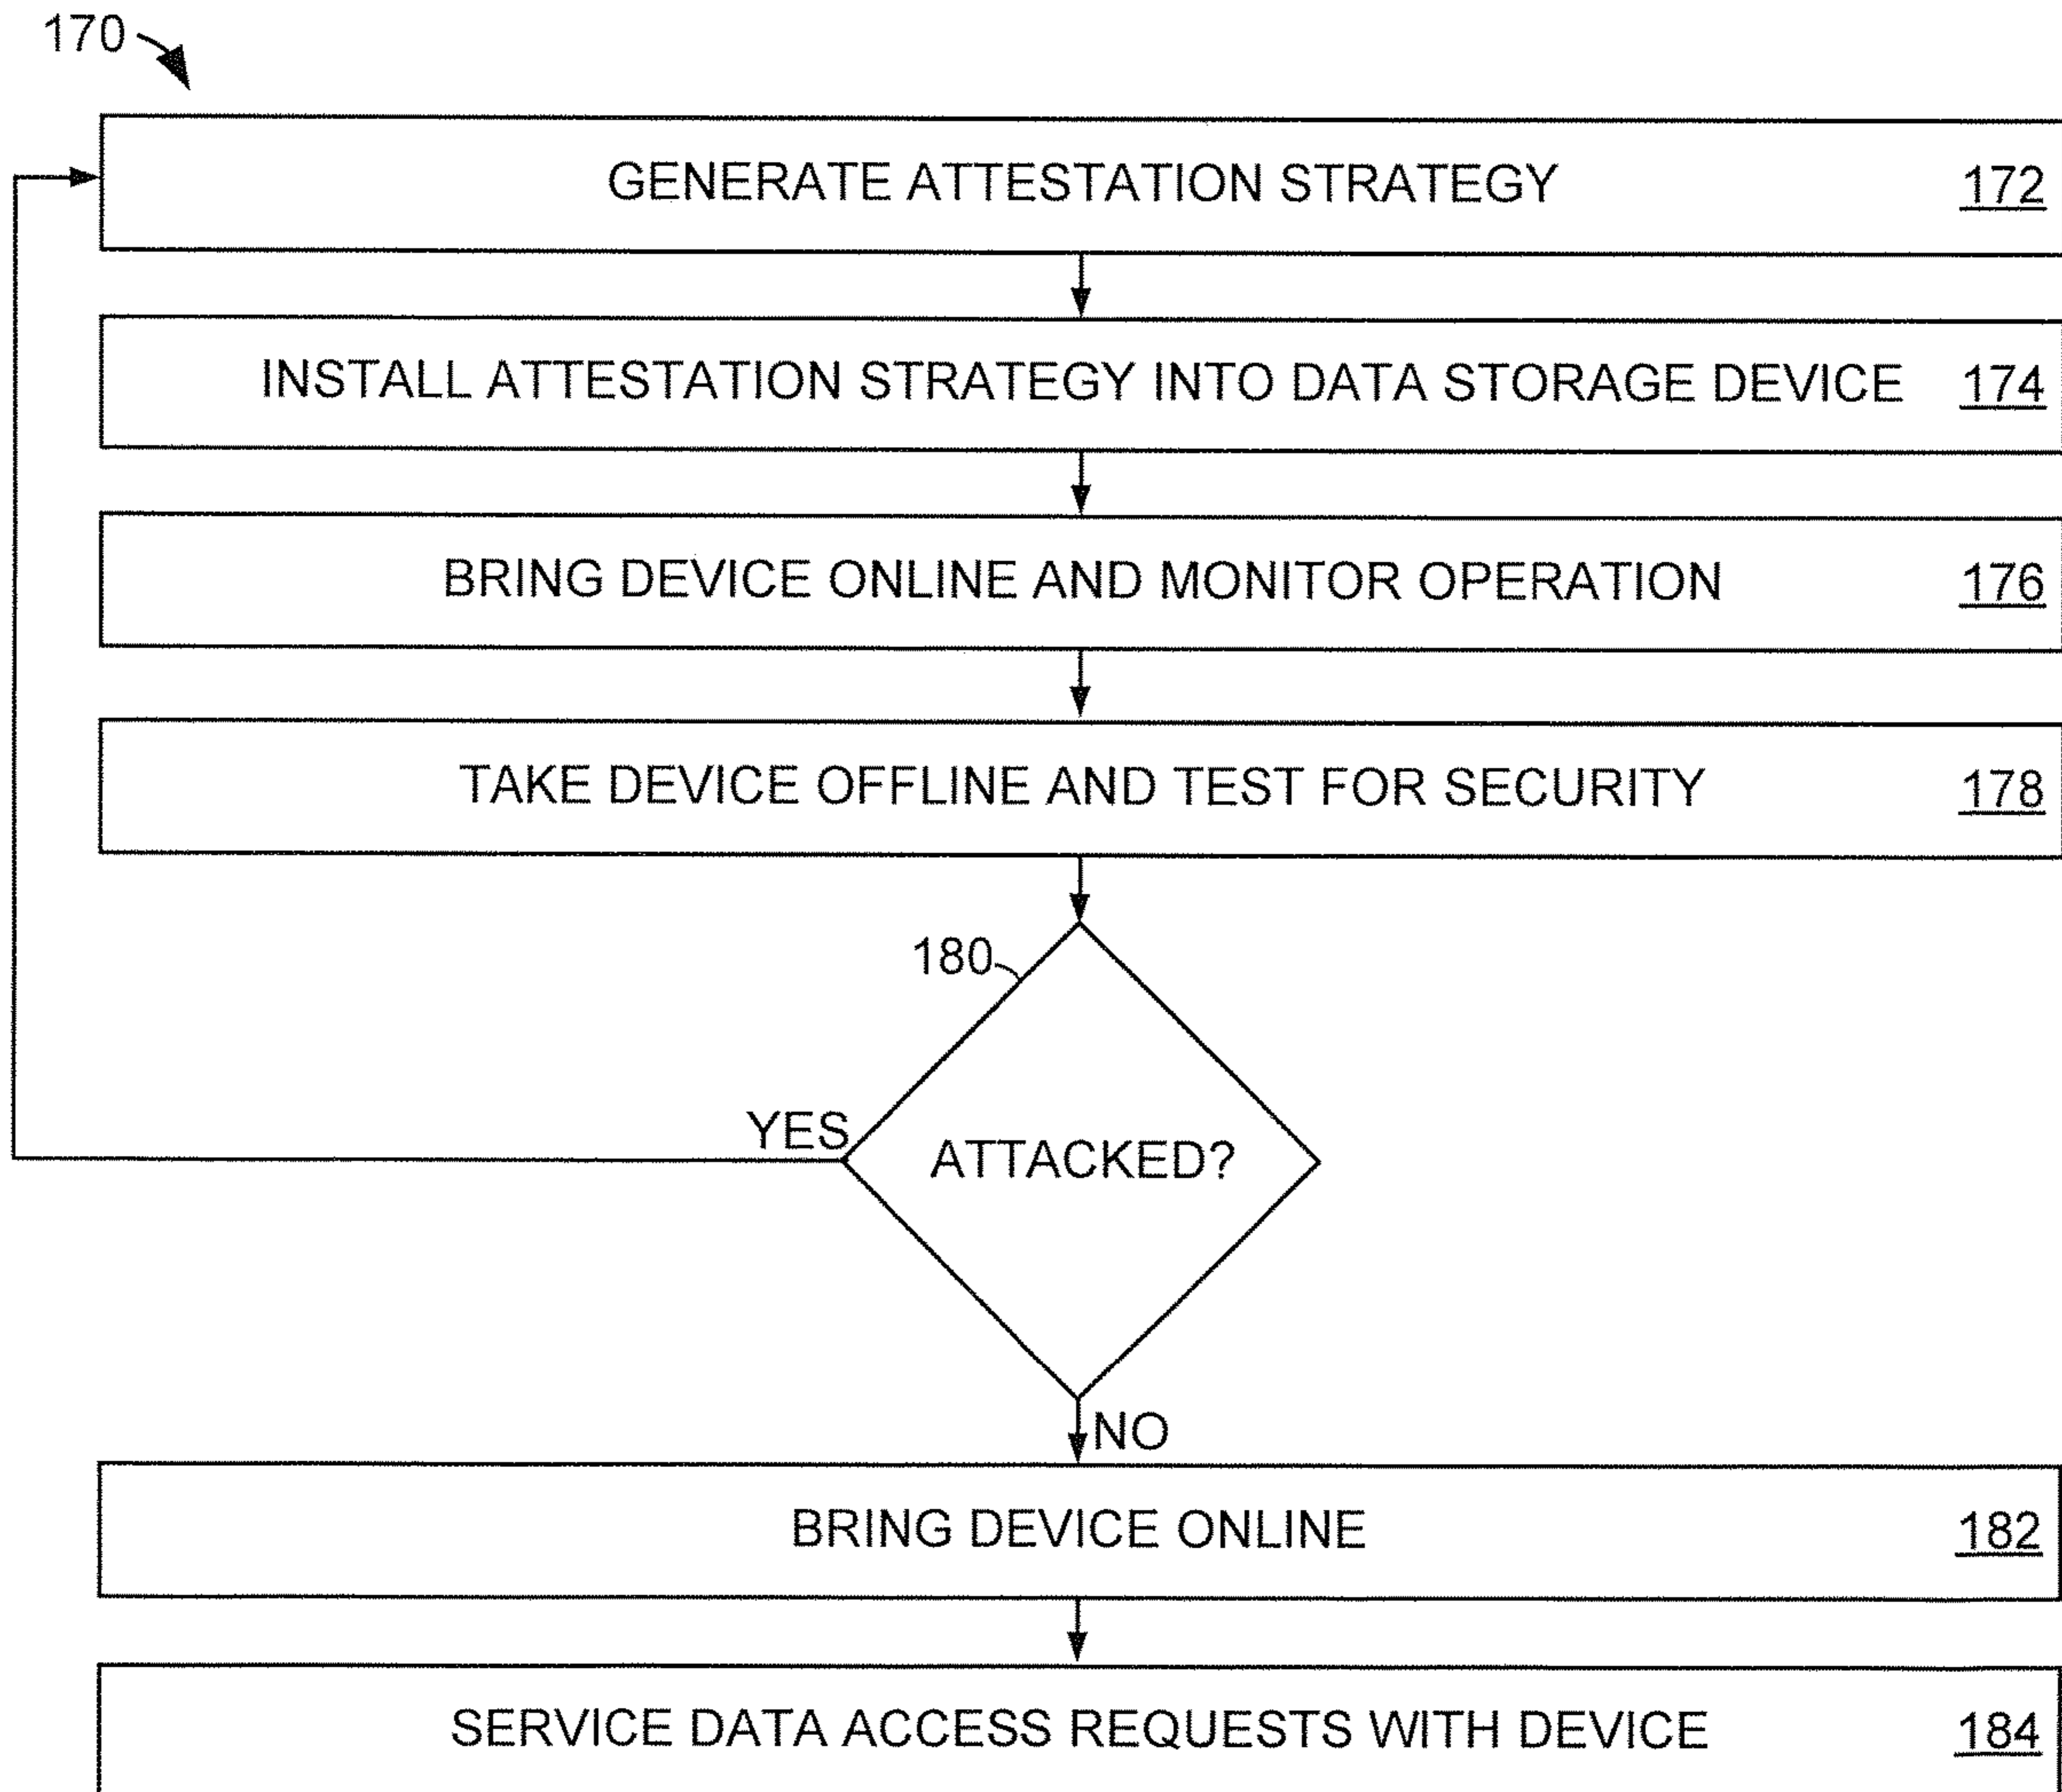 170
GENERATE ATTESTATION STRATEGY 172
INSTALL ATTESTATION STRATEGY INTO DATA STORAGE DEVICE 174
BRING DEVICE ONLINE AND MONITOR OPERATION 176
TAKE DEVICE OFFLINE AND TEST FOR SECURITY 178
180
YES
ATTACKED?
NO
BRING DEVICE ONLINE 182
SERVICE DATA ACCESS REQUESTS WITH DEVICE 184